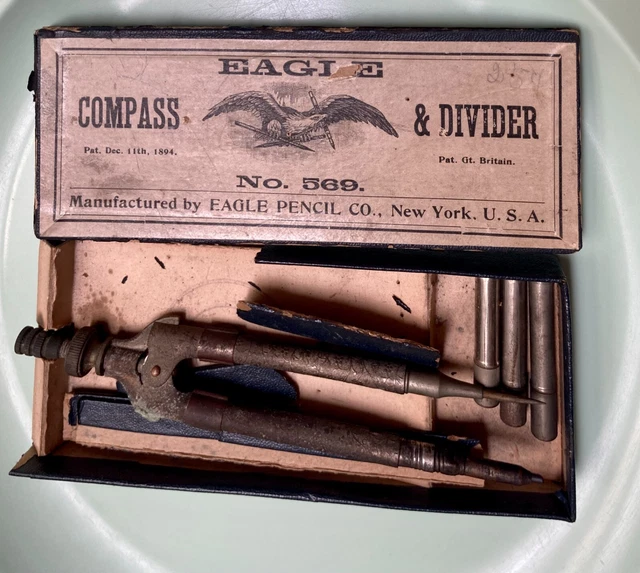 EAGLE
COMPASS & DIVIDER
Pat. Dec. 11th, 1894.
Pat. Gt. Britain.
No. 569.
Manufactured by EAGLE PENCIL CO., New York. U. S. A.